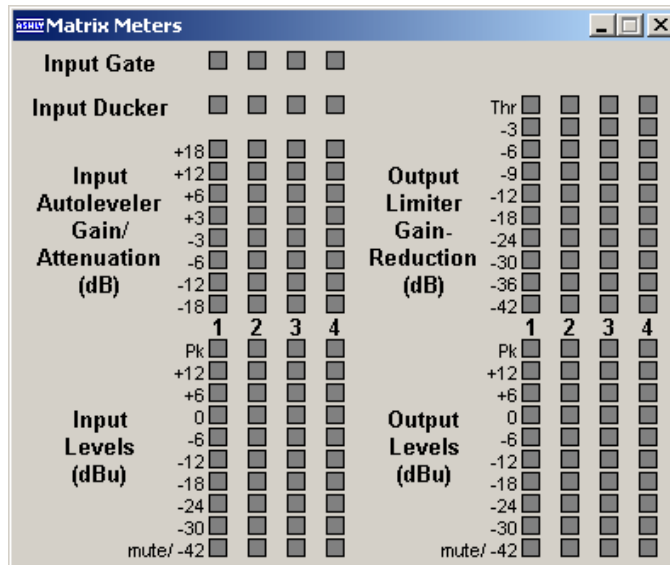 ASHLY Matrix Meters
Input Gate
Input Ducker
Input
Autoleveler
Gain/
Attenuation
(dB)
+18
+12
+6
+3
-3
-6
-12
-18
Output
Limiter
Gain-
Reduction
(dB)
Thr
-3
-6
-9
-12
-18
-24
-30
-36
-42
1 2 3 4
1 2 3 4
Input
Levels
(dBu)
Pk
+12
+6
0
-6
-12
-18
-24
-30
mute/ -42
Output
Levels
(dBu)
Pk
+12
+6
0
-6
-12
-18
-24
-30
mute/ -42